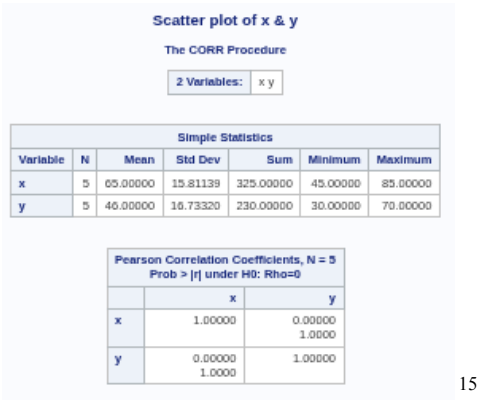 Scatter plot of x & y
The CORR Procedure
2 Variables: x y
Simple Statistics
Variable N Mean Std Dev Sum Minimum Maximum
x 5 65.00000 15.81139 325.00000 45.00000 85.00000
y 5 46.00000 16.73320 230.00000 30.00000 70.00000
Pearson Correlation Coefficients, N = 5
Prob > |r| under H0: Rho=0
x y
x 1.00000 0.00000
1.0000
y 0.00000 1.00000
1.0000
15